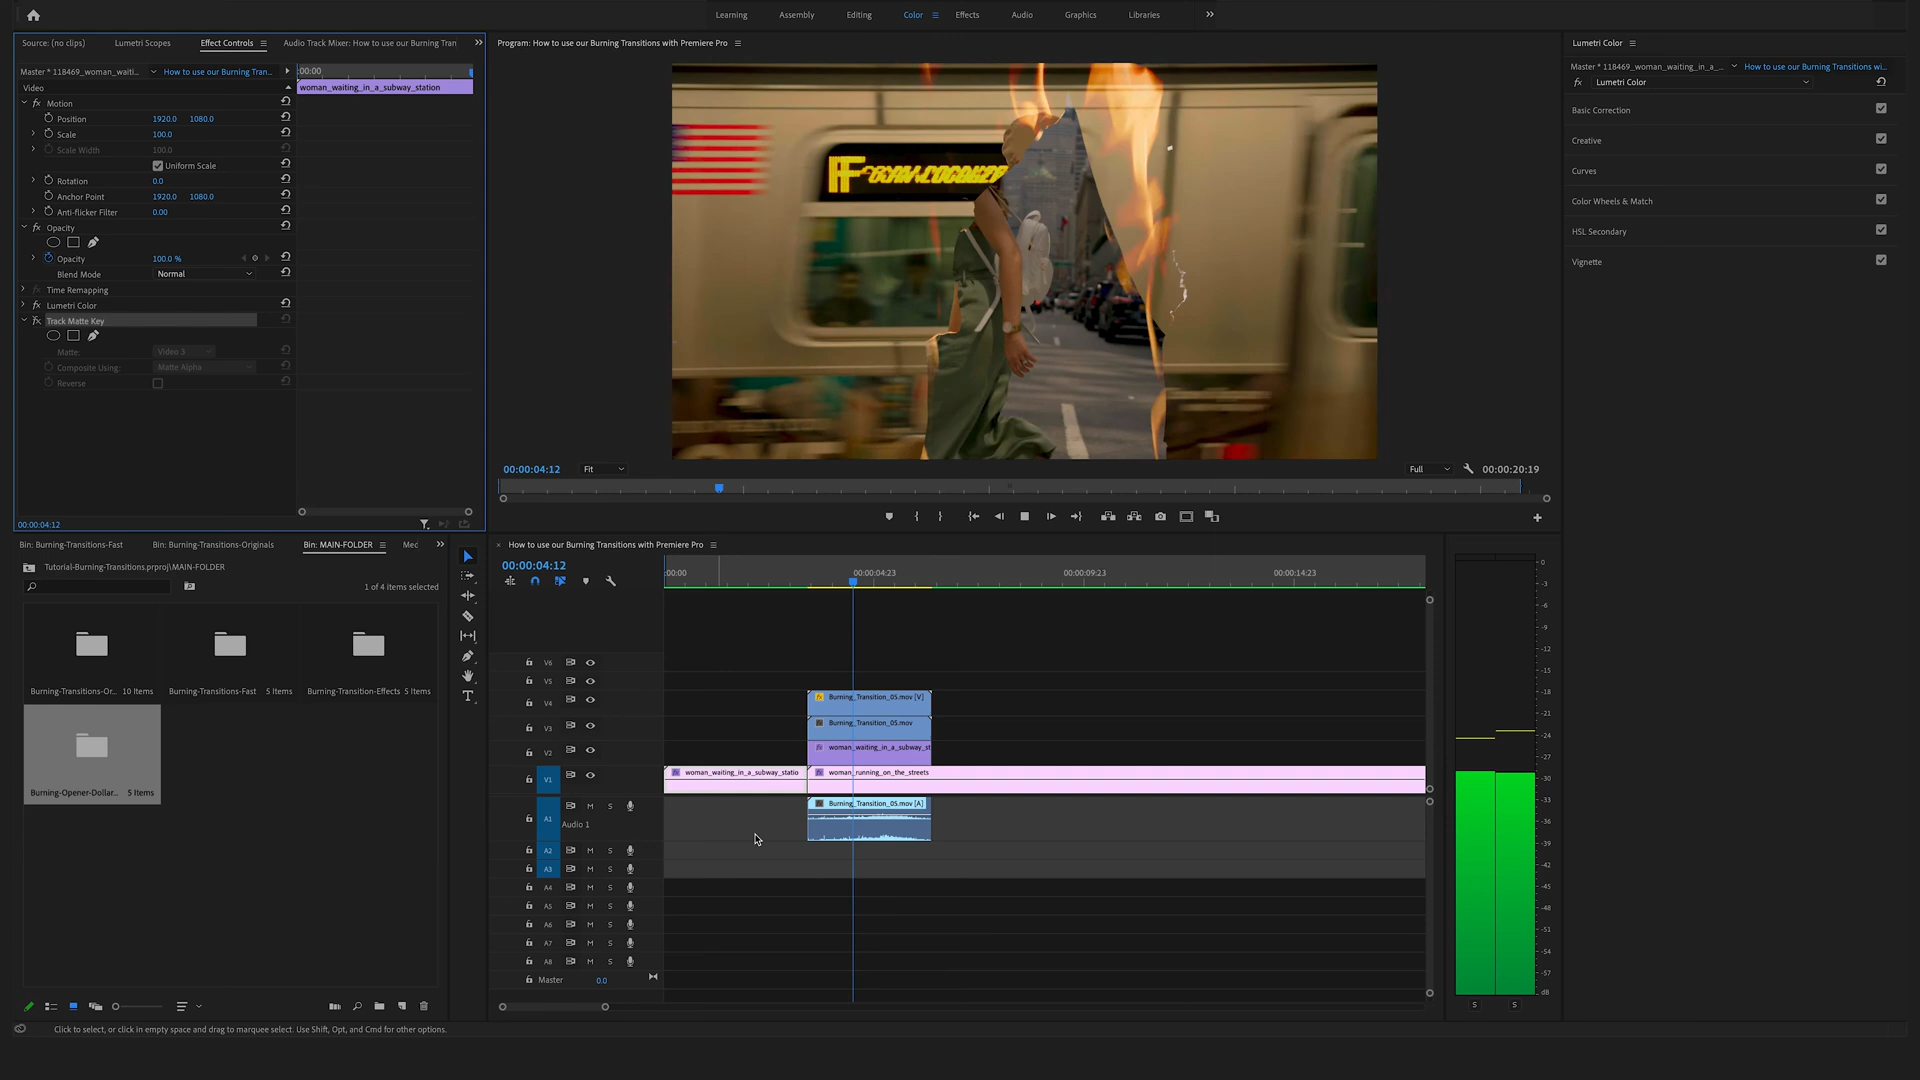 Learning
Assembly
Editing
Color
Effects
Audio
Graphics
Libraries
Source: (no clips)
Lumetri Scopes
Effect Controls
Audio Track Mixer: How to use our Burning Tran
Program: How to use our Burning Transitions with Premiere Pro
Lumetri Color
Master * 118469_woman_waiti...
How to use our Burning Tran...
:00:00
Video
woman_waiting_in_a_subway_station
Motion
Position 1920.0 1080.0
Scale 100.0
Scale Width 100.0
Uniform Scale
Rotation 0.0
Anchor Point 1920.0 1080.0
Anti-flicker Filter 0.00
Opacity
Opacity 100.0 %
Blend Mode Normal
Time Remapping
Lumetri Color
Track Matte Key
Matte: Video 3
Composite Using: Matte Alpha
Reverse
00:00:04:12
00:00:04:12
Fit
Full
00:00:20:19
Master * 118469_woman_waiting_in_a_...
How to use our Burning Transitions wi...
fx Lumetri Color
Basic Correction
Creative
Curves
Color Wheels & Match
HSL Secondary
Vignette
Bin: Burning-Transitions-Fast
Bin: Burning-Transitions-Originals
Bin: MAIN-FOLDER
Mec
Tutorial-Burning-Transitions.prproj\MAIN-FOLDER
1 of 4 items selected
Burning-Transitions-Or... 10 Items
Burning-Transitions-Fast 5 Items
Burning-Transition-Effects 5 Items
Burning-Opener-Dollar... 5 Items
How to use our Burning Transitions with Premiere Pro
00:00:04:12
:00:00
00:00:04:23
00:00:09:23
00:00:14:23
V6
V5
V4
Burning_Transition_05.mov [V]
V3
Burning_Transition_05.mov
V2
woman_waiting_in_a_subway_st
V1
woman_waiting_in_a_subway_statio
woman_running_on_the_streets
A1 M S
Audio 1
Burning_Transition_05.mov [A]
A2 M S
A3 M S
A4 M S
A5 M S
A6 M S
A7 M S
A8 M S
Master 0.0
0
-3
-6
-9
-12
-15
-18
-21
-24
-27
-30
-33
-36
-39
-42
-45
-48
-51
-54
-57
dB
S S
Click to select, or click in empty space and drag to marquee select. Use Shift, Opt, and Cmd for other options.